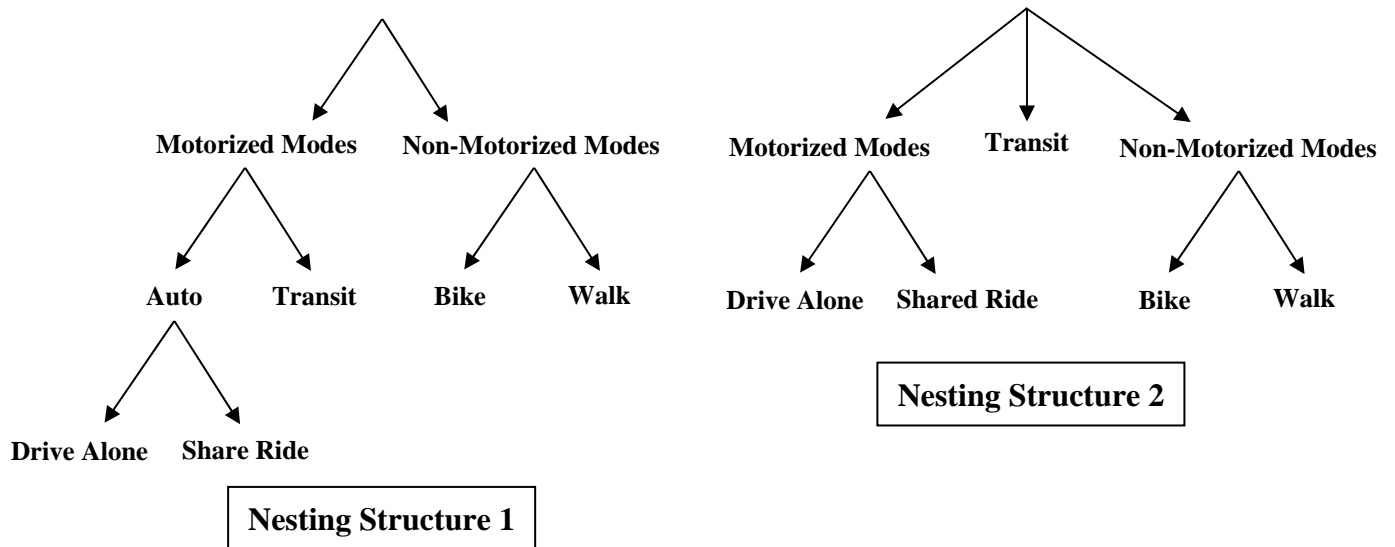 Motorized Modes
Non-Motorized Modes
Auto
Transit
Bike
Walk
Drive Alone
Share Ride
Nesting Structure 1
Motorized Modes
Transit
Non-Motorized Modes
Drive Alone
Shared Ride
Bike
Walk
Nesting Structure 2